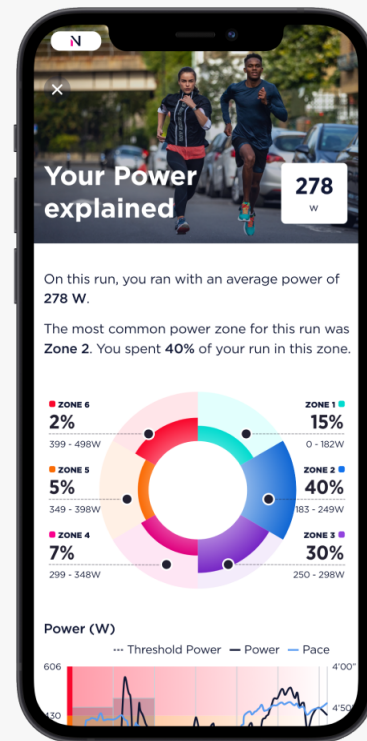 N
Your Power
explained
278
W
On this run, you ran with an average power of
278 W.
The most common power zone for this run was
Zone 2. You spent 40% of your run in this zone.
ZONE 6
2%
399 - 498W
ZONE 5
5%
349 - 398W
ZONE 4
7%
299 - 348W
ZONE 1
15%
0 - 182W
ZONE 2
40%
183 - 249W
ZONE 3
30%
250 - 298W
Power (W)
Threshold Power Power Pace
606 4'00"
430 4'50"